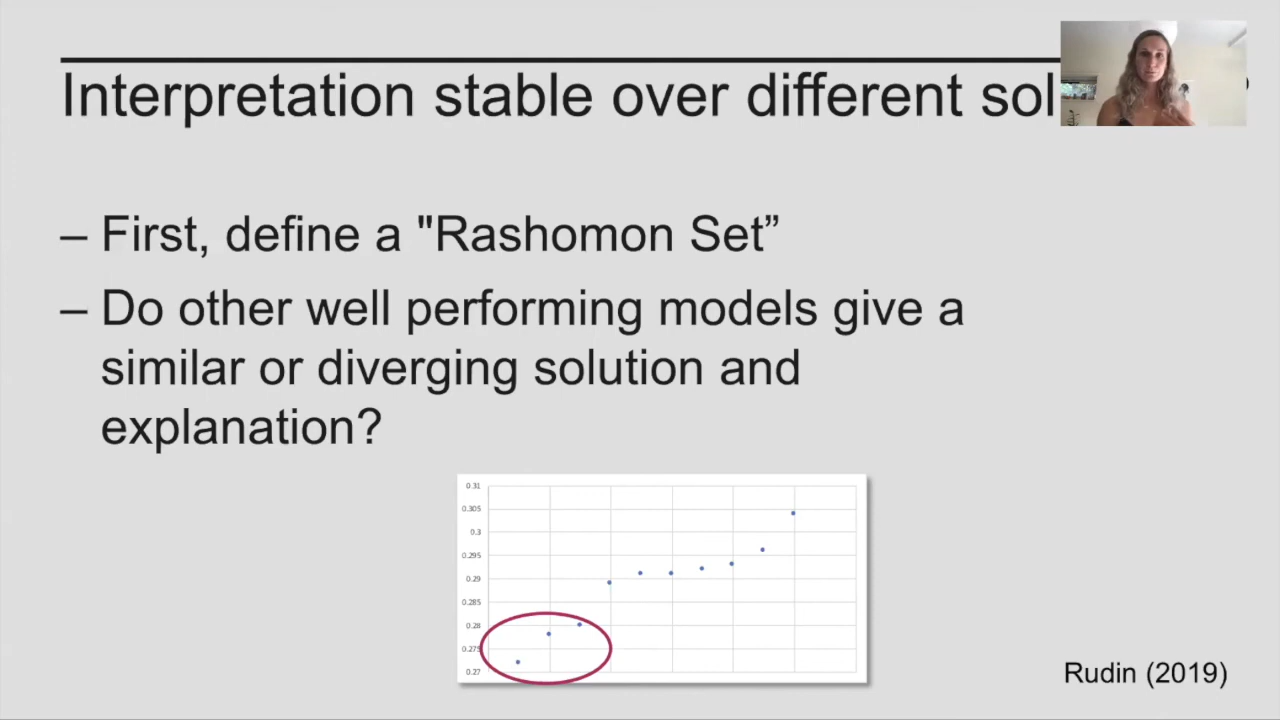 Interpretation stable over different sol
– First, define a "Rashomon Set”
– Do other well performing models give a
similar or diverging solution and
explanation?
0.31
0.305
0.3
0.295
0.29
0.285
0.28
0.275
0.27
Rudin (2019)